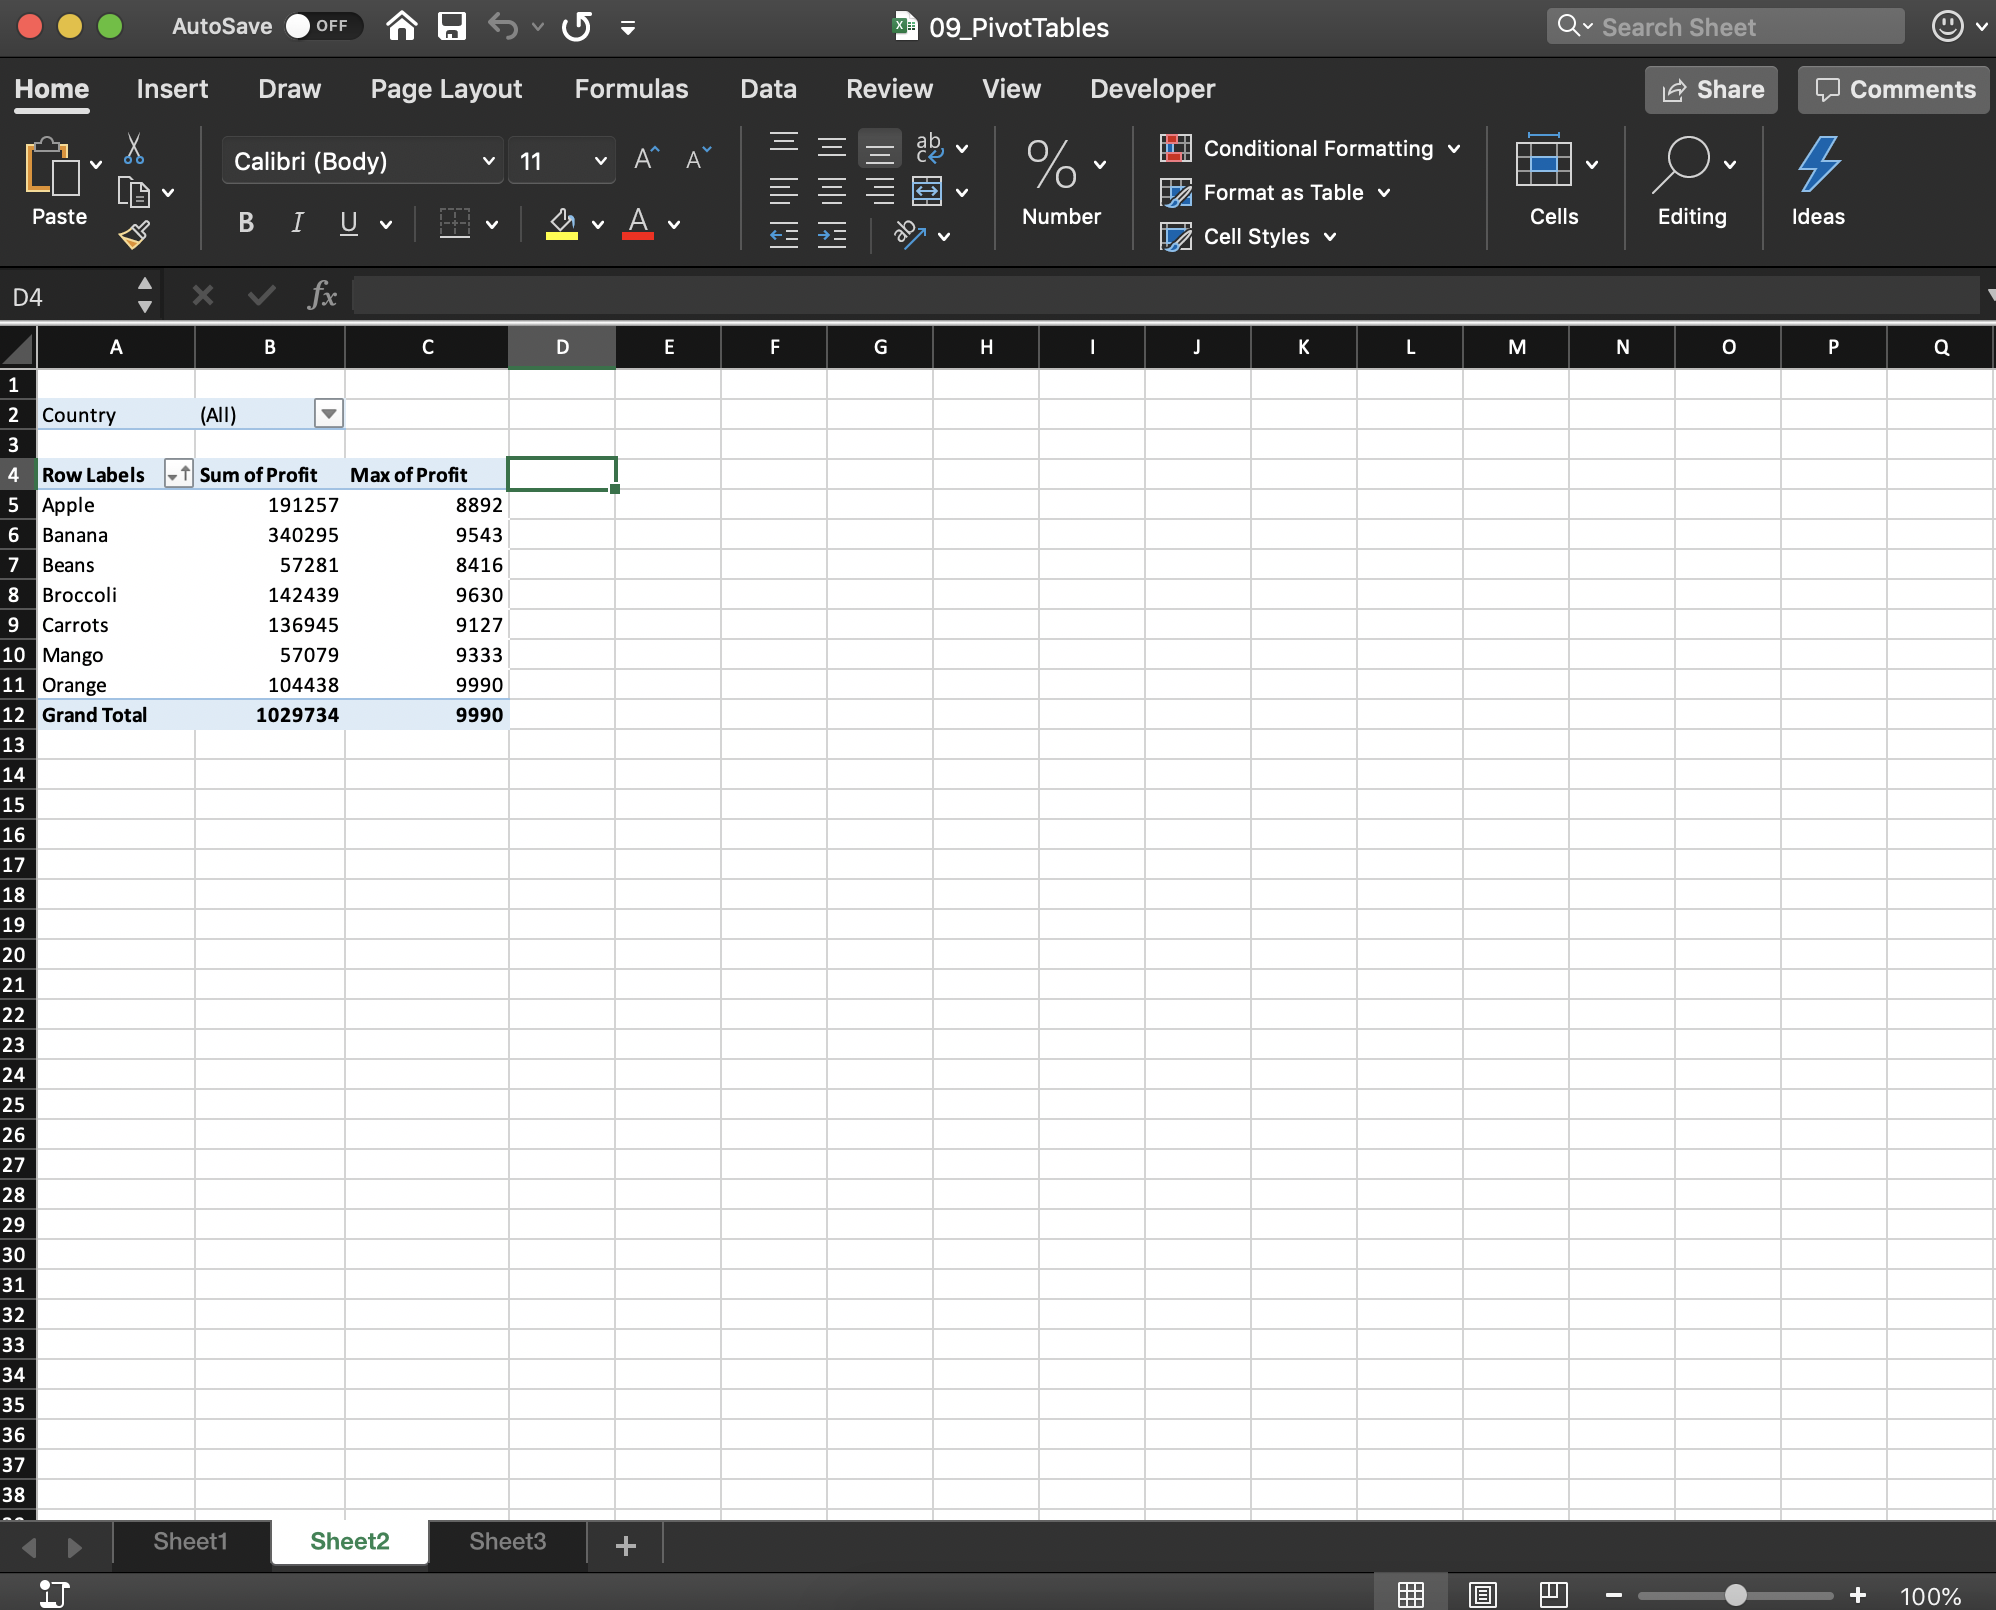 AutoSave OFF 09_PivotTables Search Sheet
Home Insert Draw Page Layout Formulas Data Review View Developer Share Comments
Paste Calibri (Body) 11 A A ab c % Number Conditional Formatting Cells Editing Ideas
Format as Table
B I U A ab Cell Styles
D4 fx
A B C D E F G H I J K L M N O P Q
1
2 Country (All)
3
4 Row Labels Sum of Profit Max of Profit
5 Apple 191257 8892
6 Banana 340295 9543
7 Beans 57281 8416
8 Broccoli 142439 9630
9 Carrots 136945 9127
10 Mango 57079 9333
11 Orange 104438 9990
12 Grand Total 1029734 9990
13
14
15
16
17
18
19
20
21
22
23
24
25
26
27
28
29
30
31
32
33
34
35
36
37
38
Sheet1 Sheet2 Sheet3 +
− + 100%